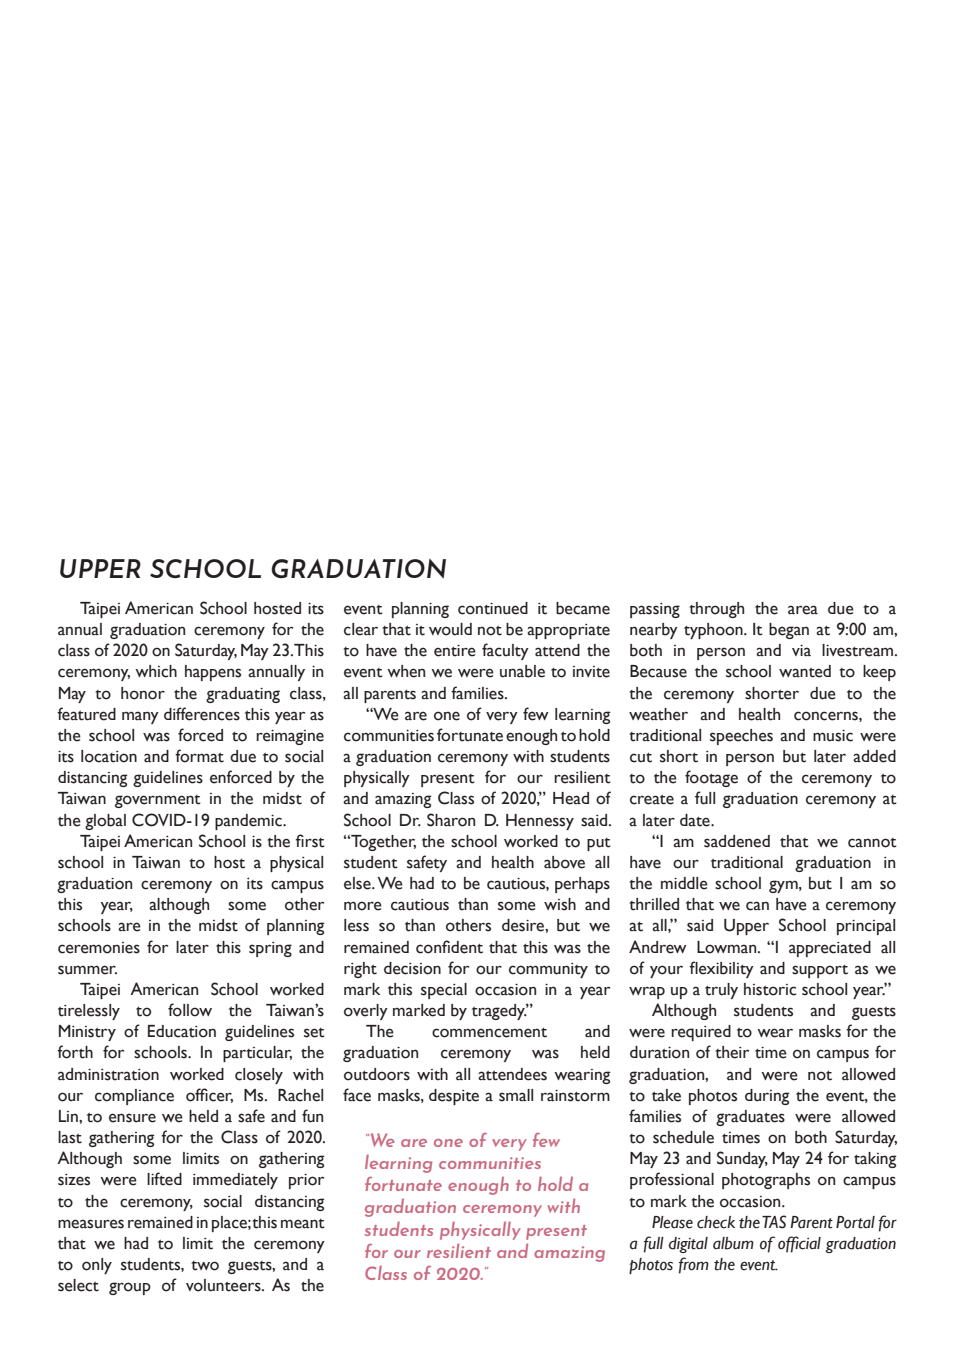 UPPER SCHOOL GRADUATION
Taipei American School hosted its
annual graduation ceremony for the
class of 2020 on Saturday, May 23.This
ceremony, which happens annually in
May to honor the graduating class,
featured many differences this year as
the school was forced to reimagine
its location and format due to social
distancing guidelines enforced by the
Taiwan government in the midst of
the global COVID-19 pandemic.
Taipei American School is the first
school in Taiwan to host a physical
graduation ceremony on its campus
this year, although some other
schools are in the midst of planning
ceremonies for later this spring and
summer.
Taipei American School worked
tirelessly to follow the Taiwan's
Ministry of Education guidelines set
forth for schools. In particular, the
administration worked closely with
our compliance officer, Ms. Rachel
Lin, to ensure we held a safe and fun
last gathering for the Class of 2020.
Although some limits on gathering
sizes were lifted immediately prior
to the ceremony, social distancing
measures remained in place; this meant
that we had to limit the ceremony
to only students, two guests, and a
select group of volunteers. As the
event planning continued it became
clear that it would not be appropriate
to have the entire faculty attend the
event when we were unable to invite
all parents and families.
“We are one of very few learning
communities fortunate enough to hold
a graduation ceremony with students
physically present for our resilient
and amazing Class of 2020,” Head of
School Dr. Sharon D. Hennessy said.
“Together, the school worked to put
student safety and health above all
else. We had to be cautious, perhaps
more cautious than some wish and
less so than others desire, but we
remained confident that this was the
right decision for our community to
mark this special occasion in a year
overly marked by tragedy.”
The commencement and
graduation ceremony was held
outdoors with all attendees wearing
face masks, despite a small rainstorm
"We are one of very few
learning communities
fortunate enough to hold a
graduation ceremony with
students physically present
for our resilient and amazing
Class of 2020."
passing through the area due to a
nearby typhoon. It began at 9:00 am,
both in person and via livestream.
Because the school wanted to keep
the ceremony shorter due to the
weather and health concerns, the
traditional speeches and music were
cut short in person but later added
to the footage of the ceremony to
create a full graduation ceremony at
a later date.
“I am saddened that we cannot
have our traditional graduation in
the middle school gym, but I am so
thrilled that we can have a ceremony
at all,” said Upper School principal
Andrew Lowman. “I appreciated all
of your flexibility and support as we
wrap up a truly historic school year.”
Although students and guests
were required to wear masks for the
duration of their time on campus for
graduation, and were not allowed
to take photos during the event, the
families of graduates were allowed
to schedule times on both Saturday,
May 23 and Sunday, May 24 for taking
professional photographs on campus
to mark the occasion.
Please check the TAS Parent Portal for
a full digital album of official graduation
photos from the event.